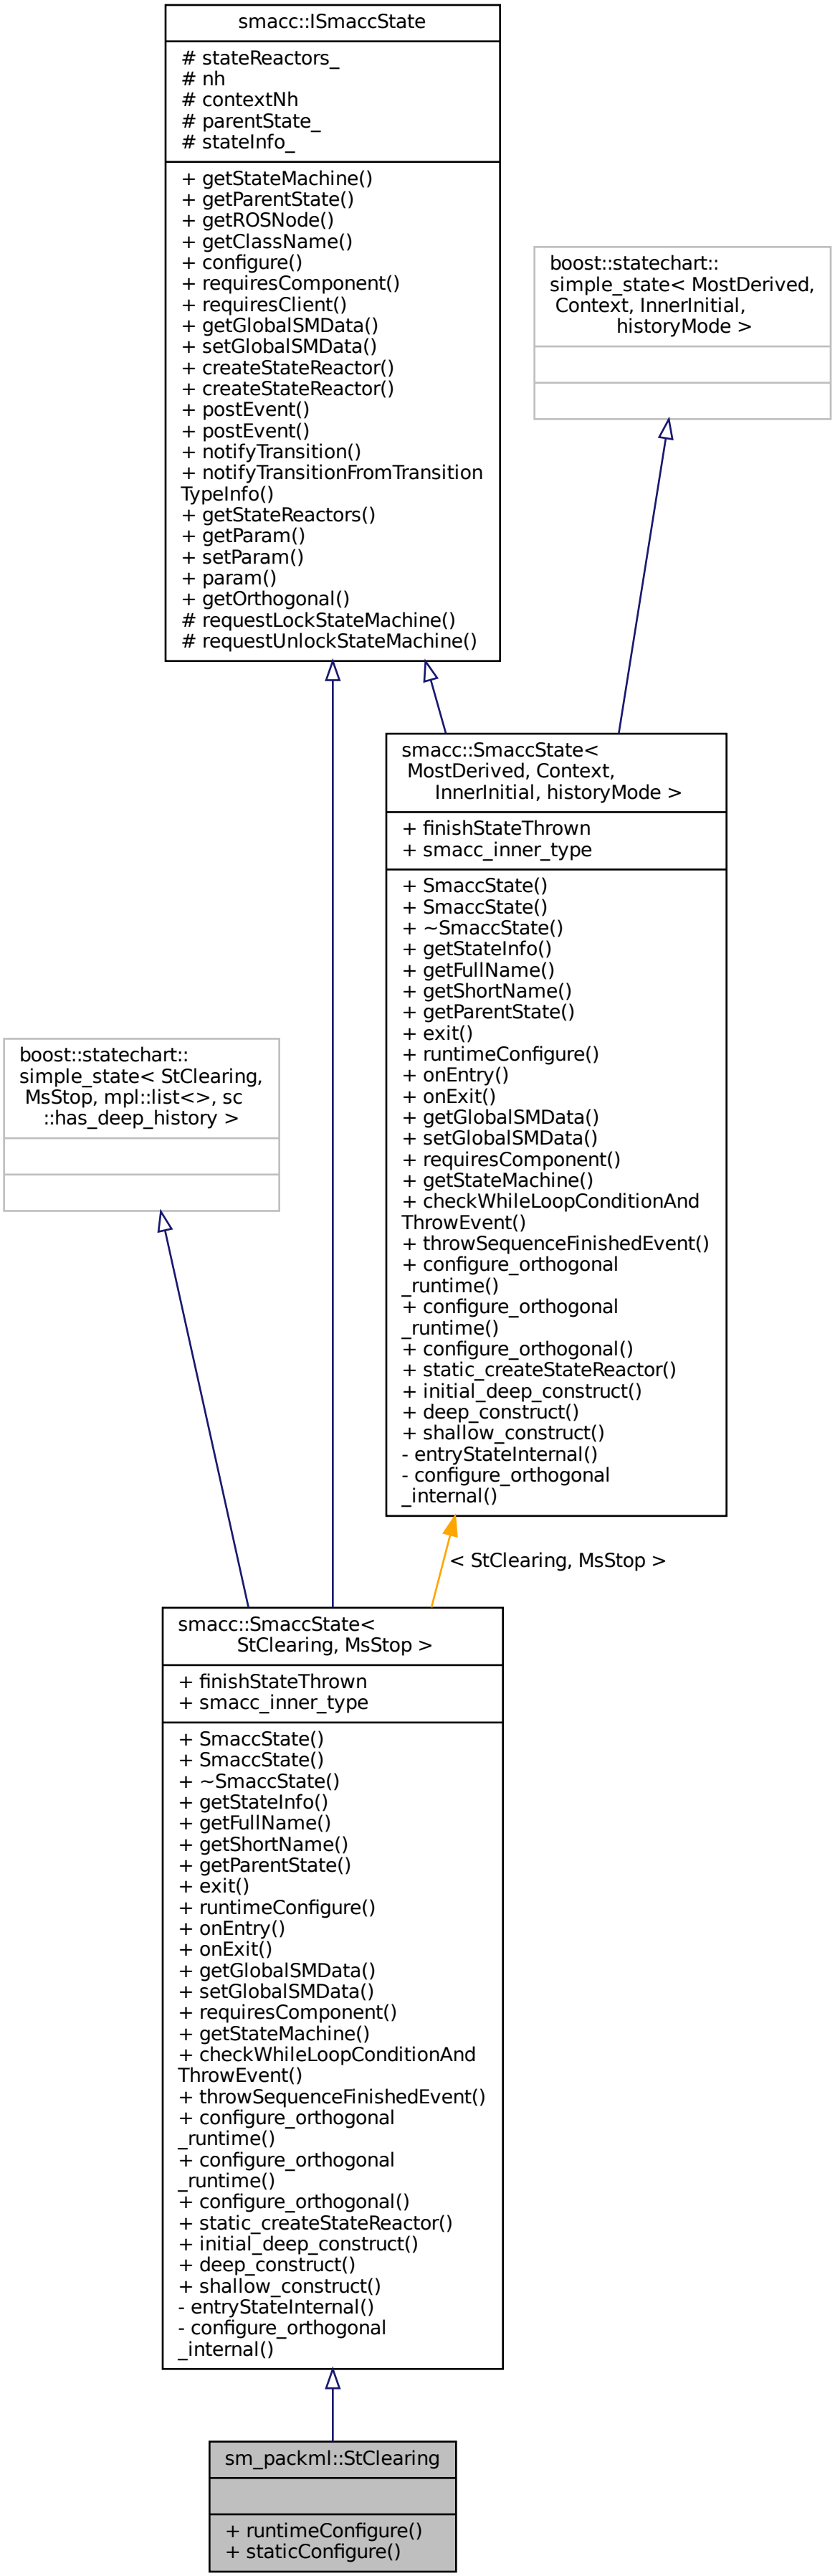 smacc::ISmaccState
# stateReactors_
# nh
# contextNh
# parentState_
# stateInfo_
+ getStateMachine()
+ getParentState()
+ getROSNode()
+ getClassName()
+ configure()
+ requiresComponent()
+ requiresClient()
+ getGlobalSMData()
+ setGlobalSMData()
+ createStateReactor()
+ createStateReactor()
+ postEvent()
+ postEvent()
+ notifyTransition()
+ notifyTransitionFromTransition
TypeInfo()
+ getStateReactors()
+ getParam()
+ setParam()
+ param()
+ getOrthogonal()
# requestLockStateMachine()
# requestUnlockStateMachine()
boost::statechart::
simple_state< MostDerived,
Context, InnerInitial,
historyMode >
smacc::SmaccState<
MostDerived, Context,
InnerInitial, historyMode >
+ finishStateThrown
+ smacc_inner_type
+ SmaccState()
+ SmaccState()
+ ~SmaccState()
+ getStateInfo()
+ getFullName()
+ getShortName()
+ getParentState()
+ exit()
+ runtimeConfigure()
+ onEntry()
+ onExit()
+ getGlobalSMData()
+ setGlobalSMData()
+ requiresComponent()
+ getStateMachine()
+ checkWhileLoopConditionAnd
ThrowEvent()
+ throwSequenceFinishedEvent()
+ configure_orthogonal
_runtime()
+ configure_orthogonal
_runtime()
+ configure_orthogonal()
+ static_createStateReactor()
+ initial_deep_construct()
+ deep_construct()
+ shallow_construct()
- entryStateInternal()
- configure_orthogonal
_internal()
boost::statechart::
simple_state< StClearing,
MsStop, mpl::list<>, sc
::has_deep_history >
< StClearing, MsStop >
smacc::SmaccState<
StClearing, MsStop >
+ finishStateThrown
+ smacc_inner_type
+ SmaccState()
+ SmaccState()
+ ~SmaccState()
+ getStateInfo()
+ getFullName()
+ getShortName()
+ getParentState()
+ exit()
+ runtimeConfigure()
+ onEntry()
+ onExit()
+ getGlobalSMData()
+ setGlobalSMData()
+ requiresComponent()
+ getStateMachine()
+ checkWhileLoopConditionAnd
ThrowEvent()
+ throwSequenceFinishedEvent()
+ configure_orthogonal
_runtime()
+ configure_orthogonal
_runtime()
+ configure_orthogonal()
+ static_createStateReactor()
+ initial_deep_construct()
+ deep_construct()
+ shallow_construct()
- entryStateInternal()
- configure_orthogonal
_internal()
sm_packml::StClearing
+ runtimeConfigure()
+ staticConfigure()